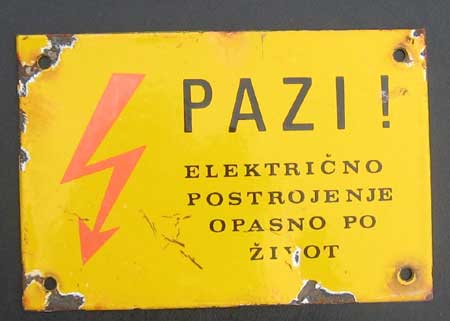 PAZI!
ELEKTRIČNO
POSTROJENJE
OPASNO PO
ŽIVOT